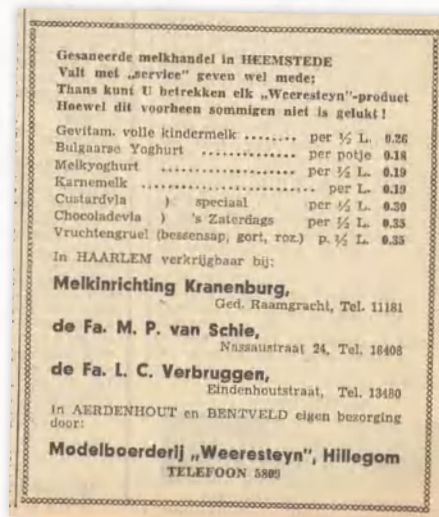 Gesaneerde melkhandel in HEEMSTEDE
Valt met „service” geven wel mede;
Thans kunt U betrekken elk „Weeresteyn”-product
Hoewel dit voorheen sommigen niet is gelukt!
Gevitam. volle kindermelk ........ per ½ L. 0.26
Bulgaarse Yoghurt .............. per potje 0.18
Melkyoghurt .................... per ½ L. 0.19
Karnemelk .......................... per L. 0.19
Custardvla ) speciaal per ½ L. 0.30
Chocoladevla ) 's Zaterdags per ½ L. 0.35
Vruchtengruel (bessensap, gort, roz.) p. ½ L. 0.35
In HAARLEM verkrijgbaar bij:
Melkinrichting Kranenburg,
Ged. Raamgracht, Tel. 11181
de Fa. M. P. van Schie,
Nassaustraat 24, Tel. 18408
de Fa. L. C. Verbruggen,
Eindenhoutstraat, Tel. 13480
In AERDENHOUT en BENTVELD eigen bezorging
door:
Modelboerderij „Weeresteyn”, Hillegom
TELEFOON 5809